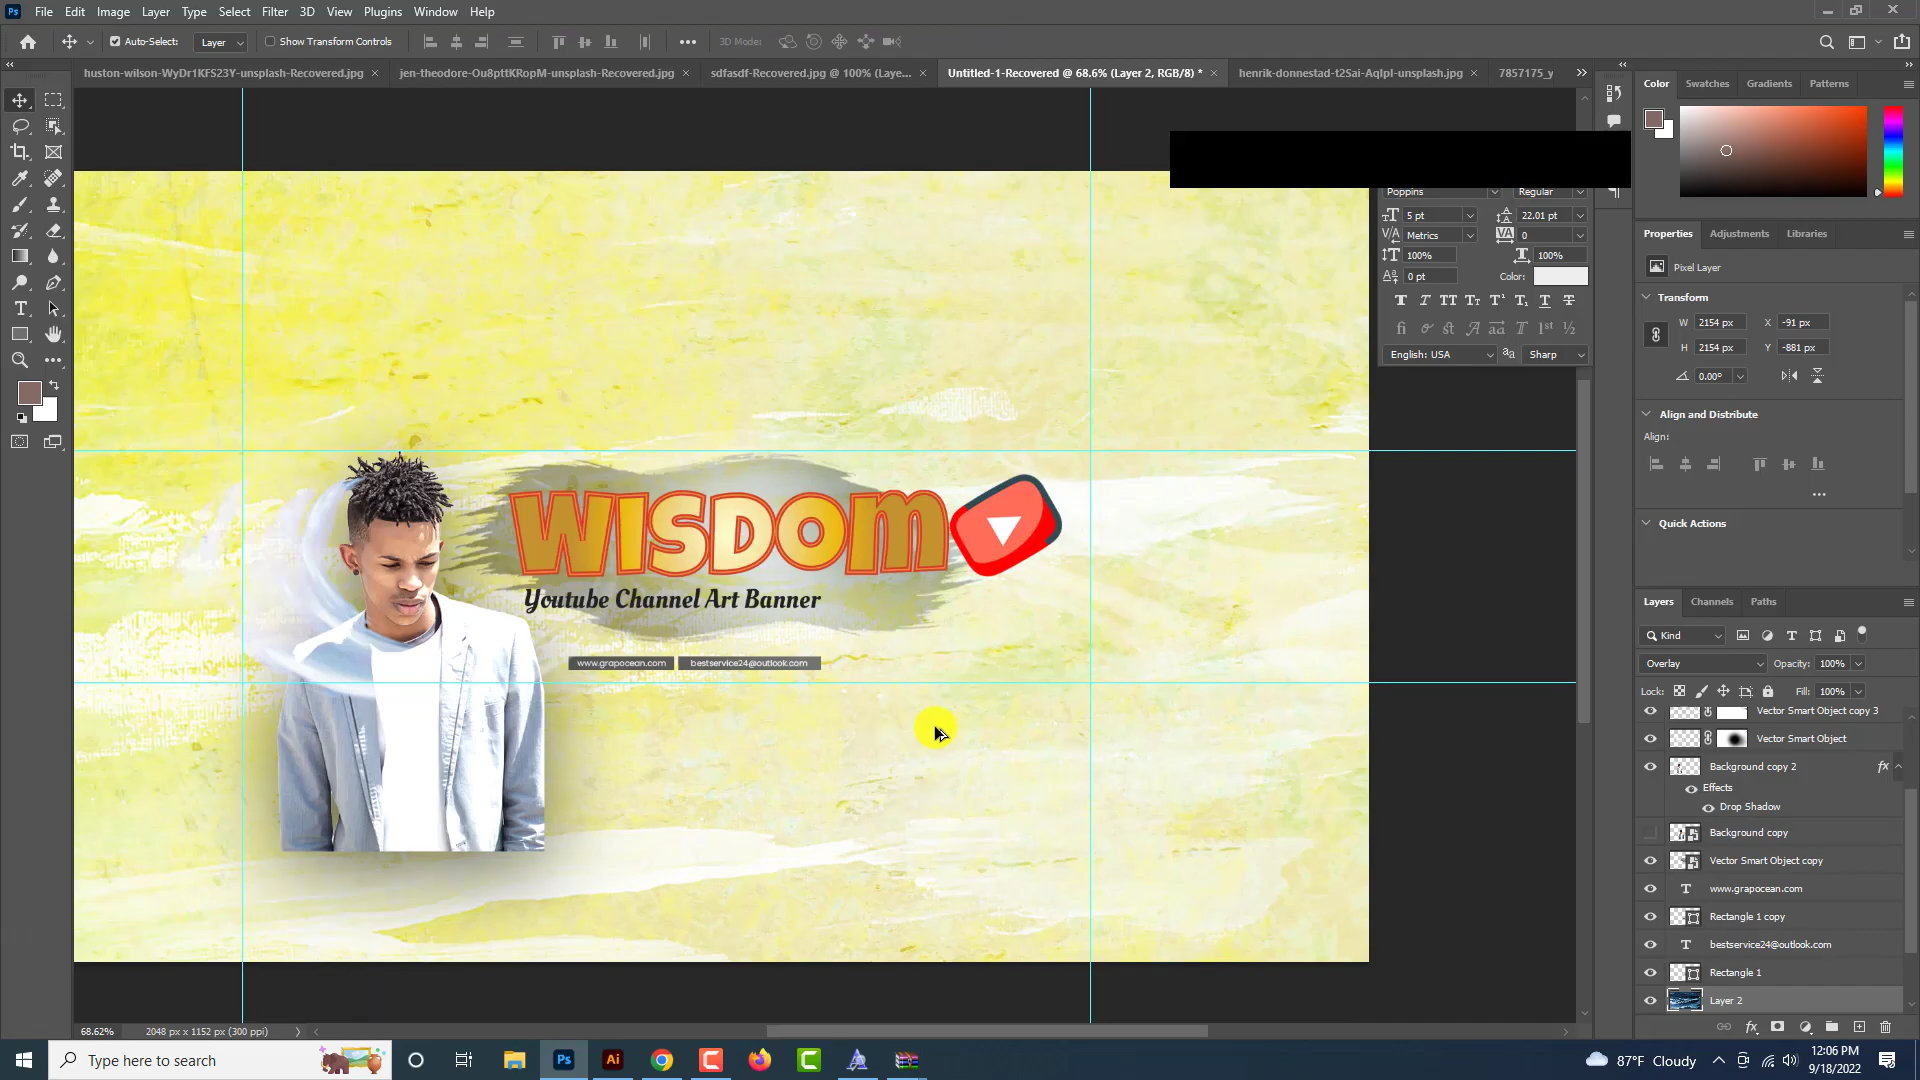 Ps File Edit Image Layer Type Select Filter 3D View Plugins Window Help
Auto-Select: Layer Show Transform Controls 3D Mode:
huston-wilson-WyDr1KFS23Y-unsplash-Recovered.jpg
jen-theodore-Ou8pttKRopM-unsplash-Recovered.jpg
sdfasdf-Recovered.jpg @ 100% (Laye...
Untitled-1-Recovered @ 68.6% (Layer 2, RGB/8) *
henrik-donnestad-t2Sai-AqIpI-unsplash.jpg
7857175_y
Color Swatches Gradients Patterns
Poppins Regular
5 pt 22.01 pt
Metrics 0
100% 100%
0 pt Color:
English: USA Sharp
Properties Adjustments Libraries
Pixel Layer
Transform
W 2154 px X -91 px
H 2154 px Y -881 px
0.00°
Align and Distribute
Align:
Quick Actions
WISDOM
Youtube Channel Art Banner
www.grapocean.com bestservice24@outlook.com
Layers Channels Paths
Kind
Overlay Opacity: 100%
Lock: Fill: 100%
Vector Smart Object copy 3
Vector Smart Object
Background copy 2 fx
Effects
Drop Shadow
Background copy
Vector Smart Object copy
www.grapocean.com
Rectangle 1 copy
bestservice24@outlook.com
Rectangle 1
Layer 2
68.62% 2048 px x 1152 px (300 ppi)
Type here to search
Ps Ai
87°F Cloudy
12:06 PM
9/18/2022